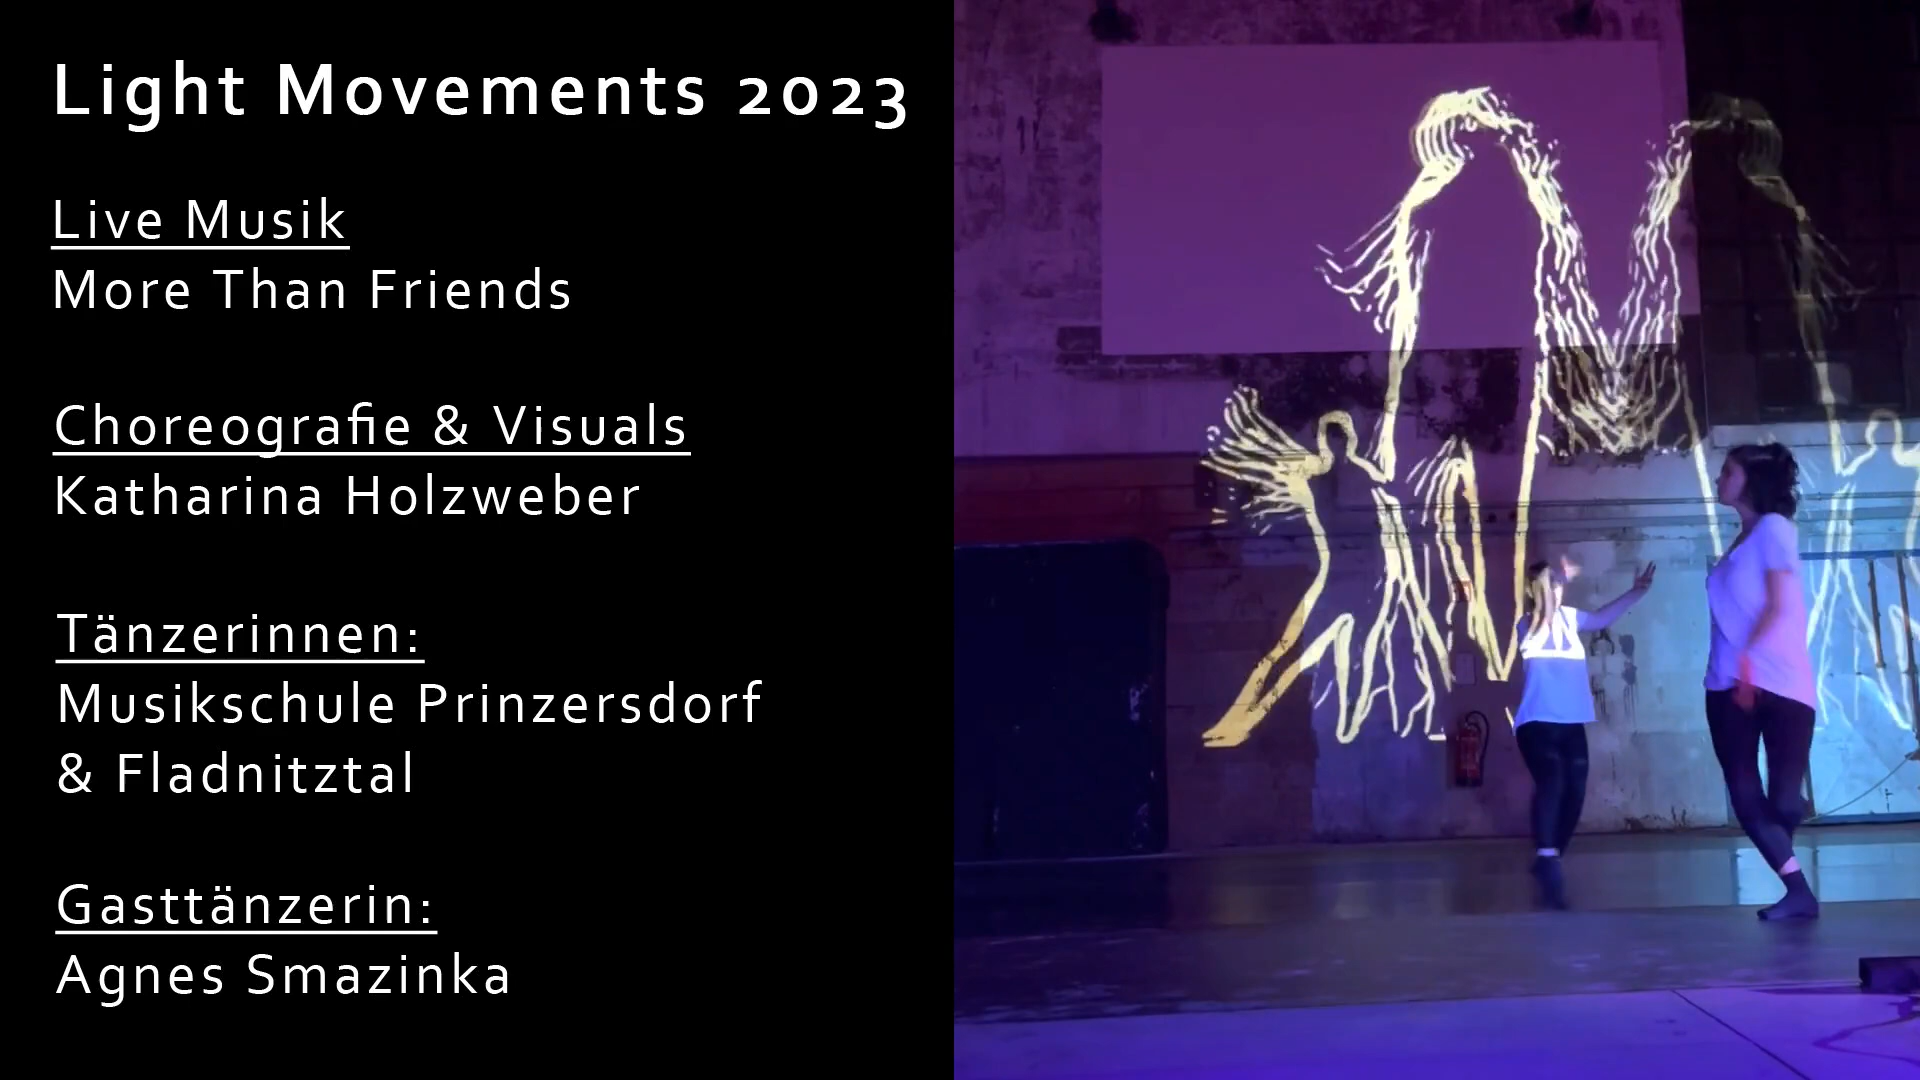 Light Movements 2023
Live Musik
More Than Friends
Choreografie & Visuals
Katharina Holzweber
Tänzerinnen:
Musikschule Prinzersdorf
& Fladnitztal
Gasttänzerin:
Agnes Smazinka